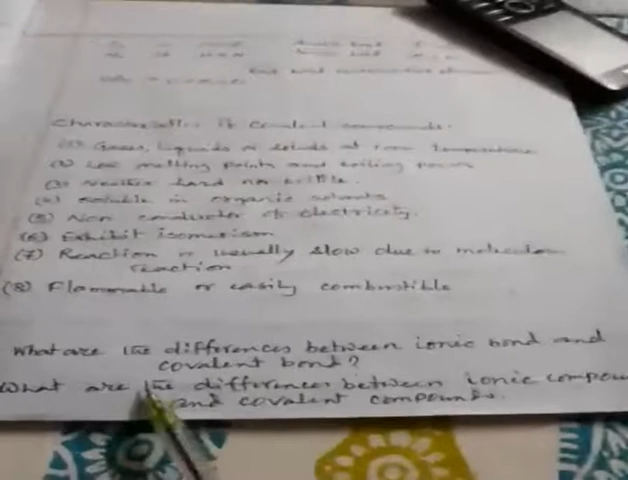 Characteristics of covalent compounds.
(1) Gases, Liquids or solids at room temperature
(2) Low melting points and boiling points
(3) Neither hard nor brittle.
(4) Soluble in organic solvents
(5) Non conductor of electricity.
(6) Exhibit isomerism
(7) Reaction is usually slow due to molecular
reaction
(8) Flammable or easily combustible
What are the differences between ionic bond and
covalent bond?
What are the differences between ionic compoun
and covalent compounds.